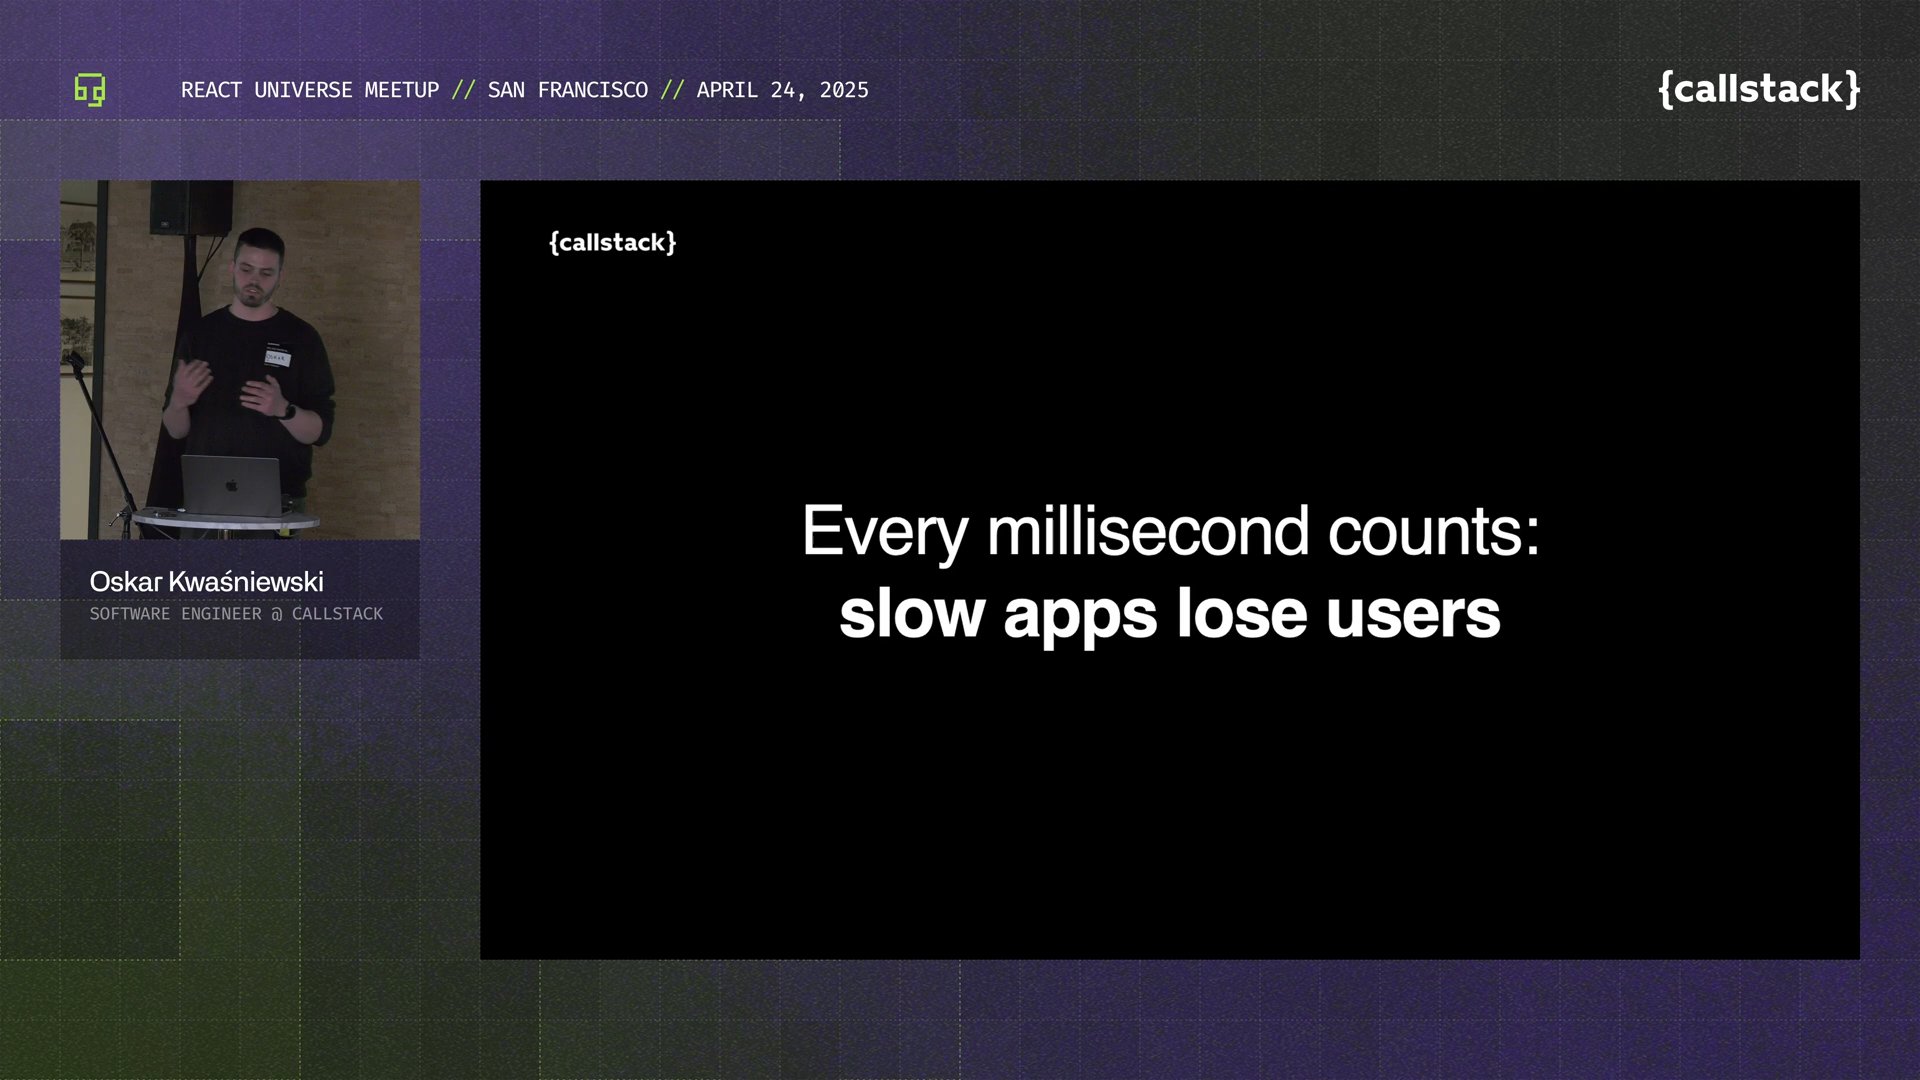 REACT UNIVERSE MEETUP // SAN FRANCISCO // APRIL 24, 2025
{callstack}
{callstack}
OSKAR
Every millisecond counts:
slow apps lose users
Oskar Kwaśniewski
SOFTWARE ENGINEER @ CALLSTACK